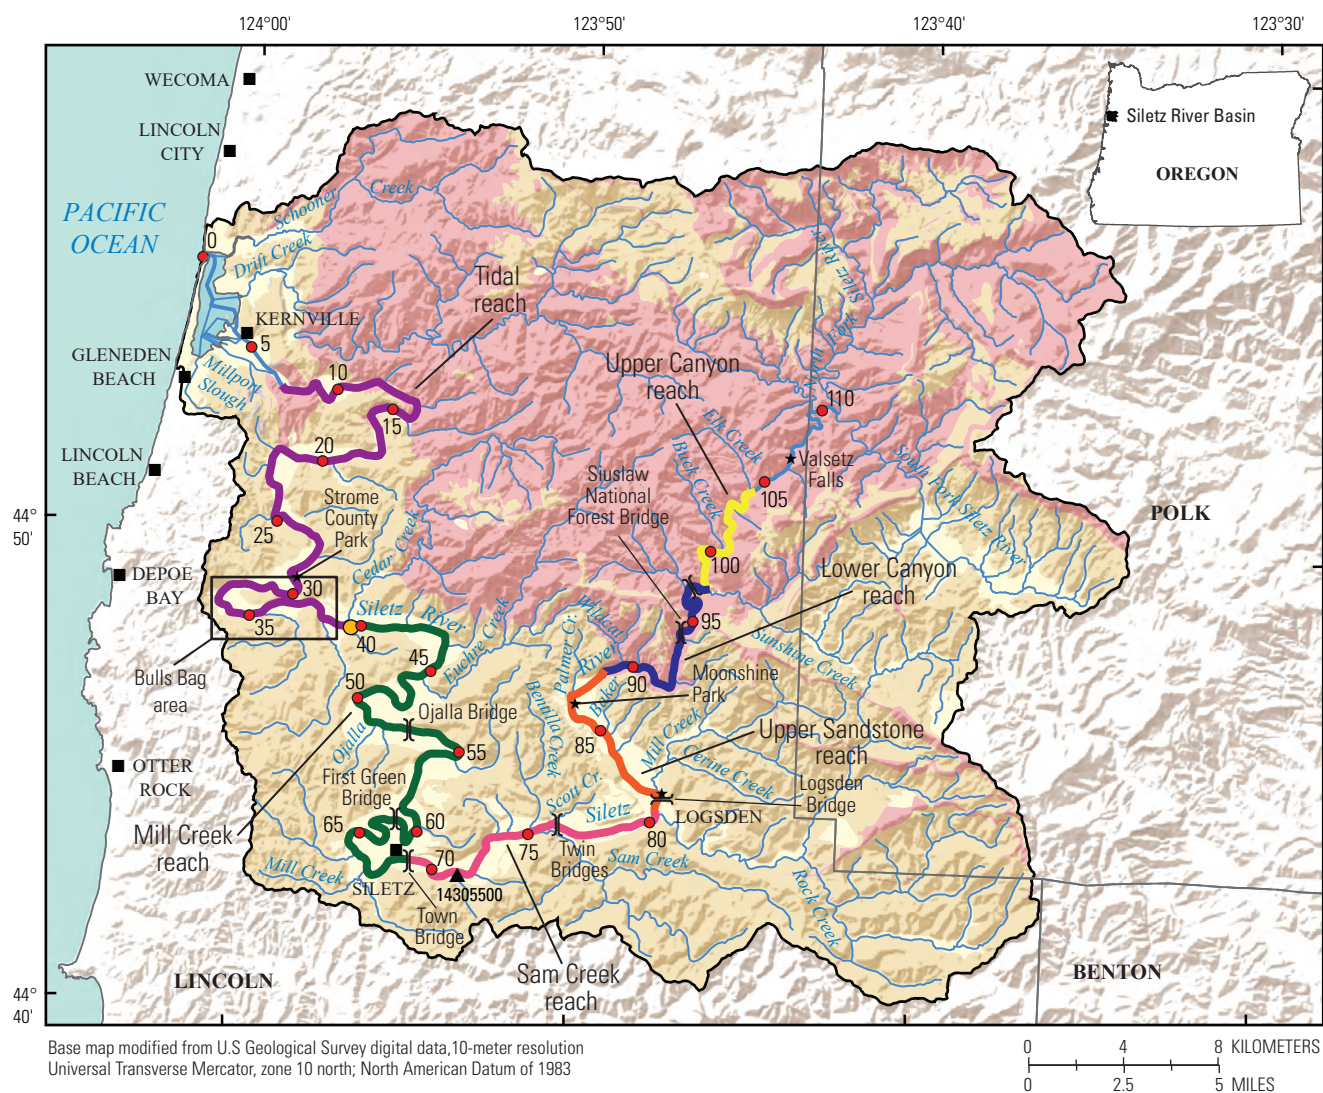 124°00'
123°50'
123°40'
123°30'
WECOMA
LINCOLN
CITY
Siletz River Basin
OREGON
PACIFIC
OCEAN
Schooner
Creek
Drift Creek
0
Tidal
reach
KERNVILLE
5
GLENEDEN
BEACH
Millport
Slough
10
15
20
LINCOLN
BEACH
Upper Canyon
reach
North Fork
Siletz River
110
Elk Creek
Buck Creek
Valsetz
Falls
105
South Fork Siletz River
Siuslaw
National
Forest Bridge
POLK
44°
50'
Strome
County
Park
25
Cedar Creek
100
Lower Canyon
reach
DEPOE
BAY
30
35
Siletz
River
40
95
Wildcat
Sunshine Creek
Euchre Creek
Palmer Cr.
River
Baker
90
Moonshine
Park
Bulls Bag
area
45
50
Bentilla Creek
Ojalla Bridge
Ojalla
85
Mill Creek
Upper Sandstone
reach
55
Cerine Creek
OTTER
ROCK
First Green
Bridge
Scott Cr.
Siletz
Logsden
Bridge
LOGSDEN
65
60
Mill Creek
reach
75
80
Twin
Bridges
Sam Creek
Mill Creek
70
SILETZ
14305500
Town
Bridge
Rock Creek
Sam Creek
reach
LINCOLN
BENTON
44°
40'
Base map modified from U.S Geological Survey digital data,10-meter resolution
Universal Transverse Mercator, zone 10 north; North American Datum of 1983
0 4 8 KILOMETERS
0 2.5 5 MILES